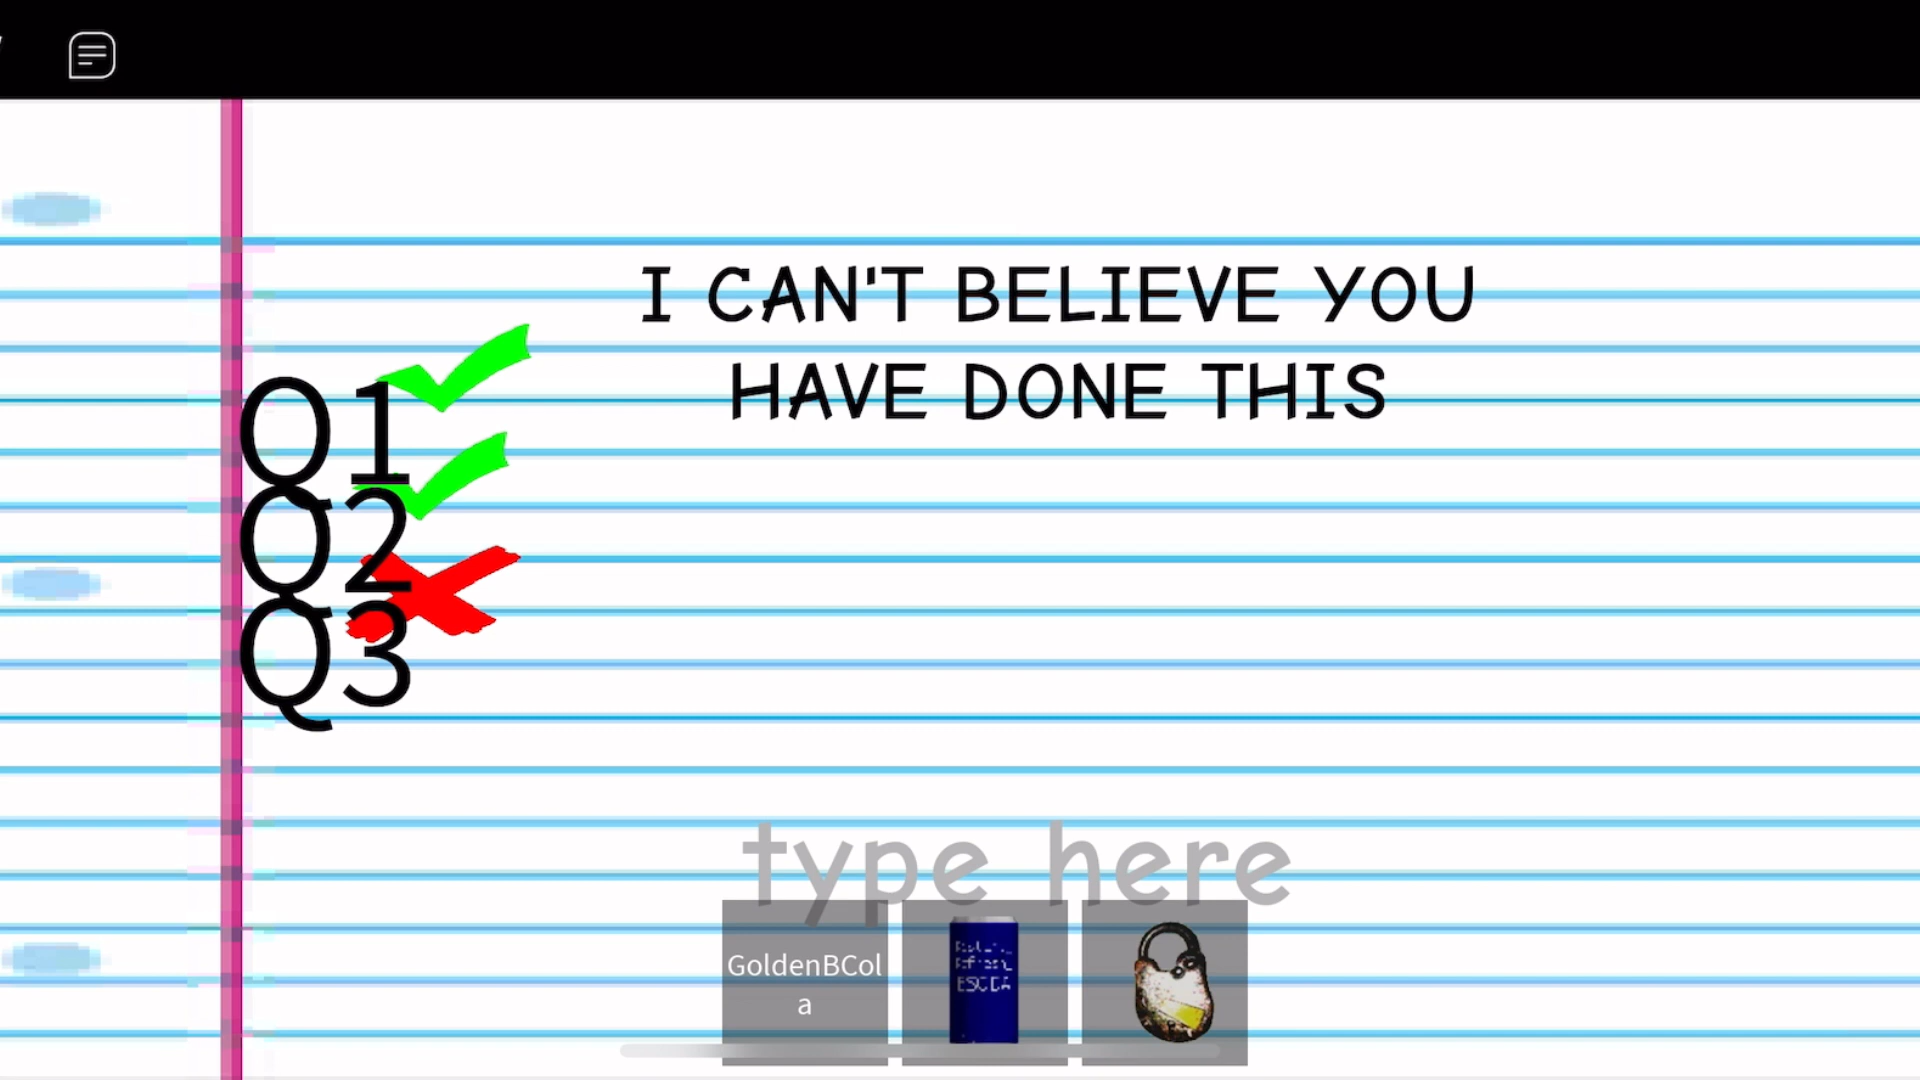 I CAN'T BELIEVE YOU
HAVE DONE THIS
Q1
Q2
Q3
type here
GoldenBCol
a